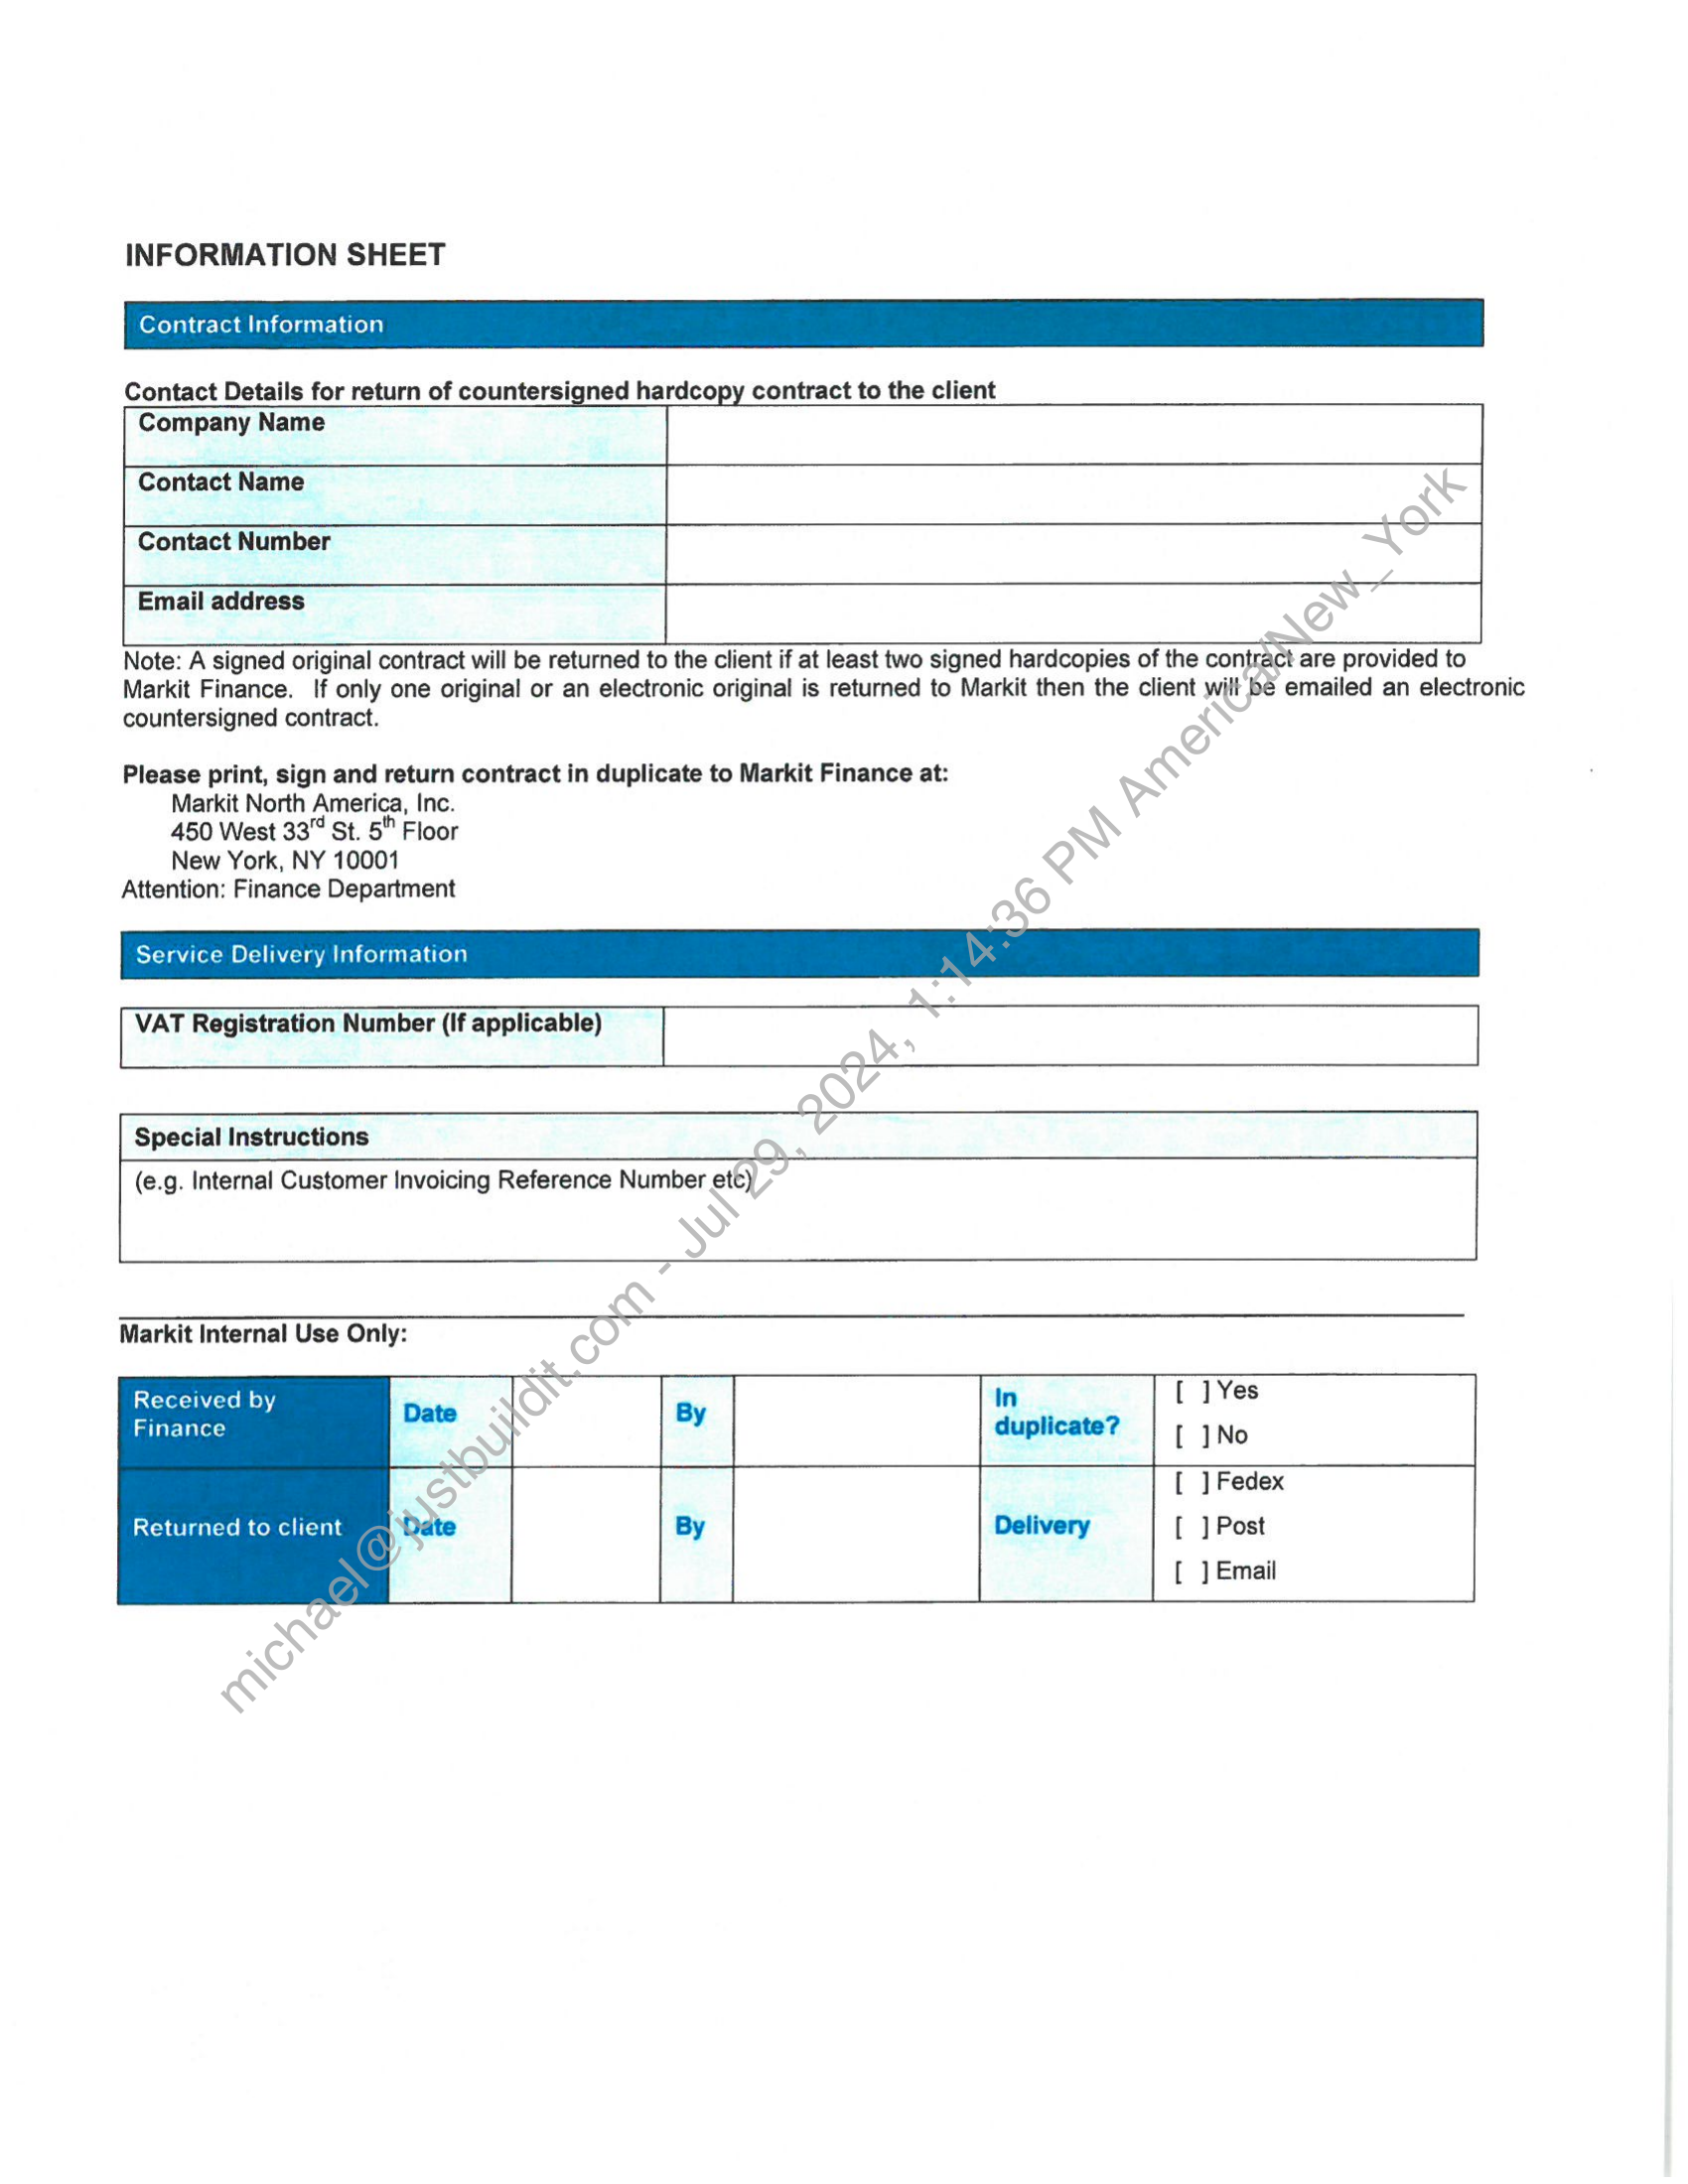 INFORMATION SHEET
Contract Information
Contact Details for return of countersigned hardcopy contract to the client
Company Name
Contact Name
Contact Number
Email address
Note: A signed original contract will be returned to the client if at least two signed hardcopies of the contract are provided to
Markit Finance. If only one original or an electronic original is returned to Markit then the client will be emailed an electronic
countersigned contract.
Please print, sign and return contract in duplicate to Markit Finance at:
Markit North America, Inc.
450 West 33rd St. 5th Floor
New York, NY 10001
Attention: Finance Department
Service Delivery Information
VAT Registration Number (If applicable)
Special Instructions
(e.g. Internal Customer Invoicing Reference Number etc)
Markit Internal Use Only:
Received by
Finance
Date
By
In
duplicate?
[ ] Yes
[ ] No
Returned to client
Date
By
Delivery
[ ] Fedex
[ ] Post
[ ] Email
michael@justbuildit.com - Jul 29, 2024, 1:14:36 PM America/New_York